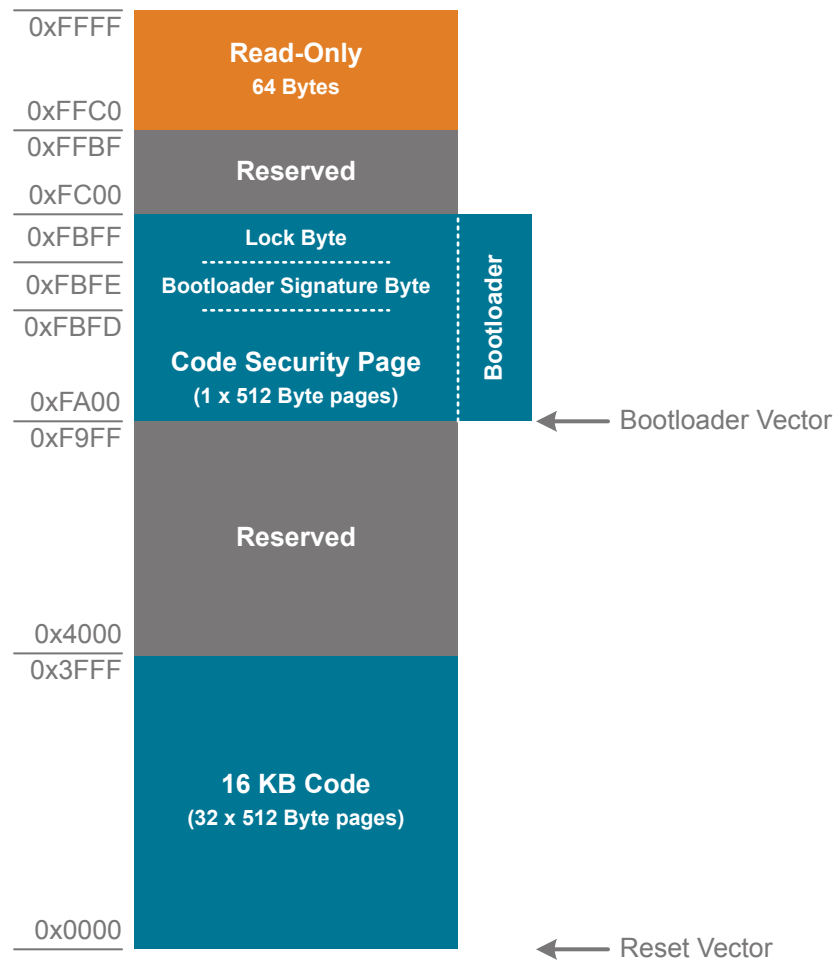 0xFFFF
Read-Only
64 Bytes
0xFFC0
0xFFBF
Reserved
0xFC00
0xFBFF
Lock Byte
0xFBFE
Bootloader Signature Byte
0xFBFD
Bootloader
Code Security Page
(1 x 512 Byte pages)
0xFA00
Bootloader Vector
0xF9FF
Reserved
0x4000
0x3FFF
16 KB Code
(32 x 512 Byte pages)
0x0000
Reset Vector